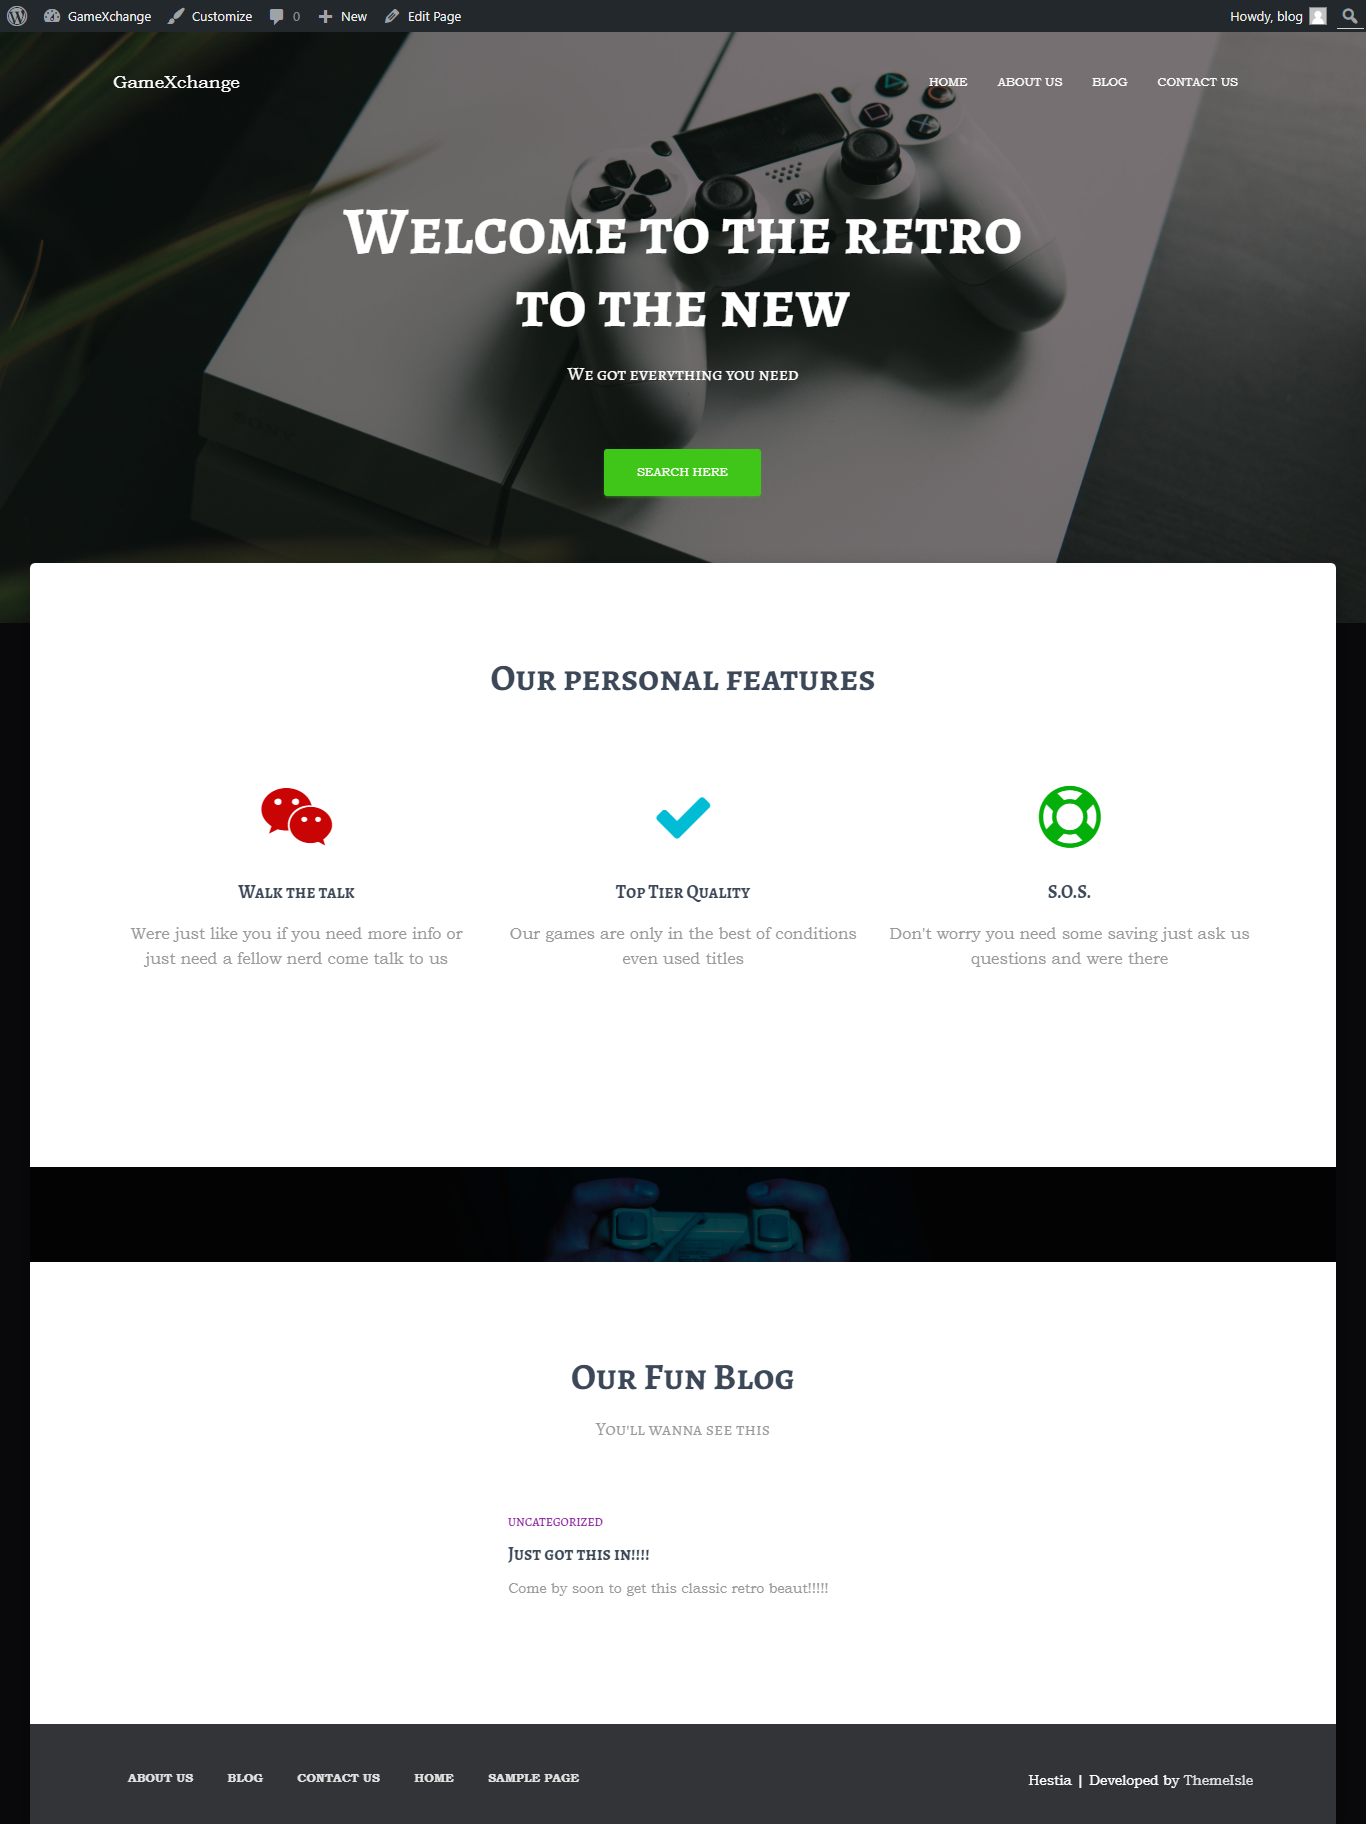 GameXchange Customize 0 New Edit Page Howdy, blog
GameXchange HOME ABOUT US BLOG CONTACT US
Welcome to the retro
to the new
We got everything you need
SEARCH HERE
Our personal features
Walk the talk
Were just like you if you need more info or
just need a fellow nerd come talk to us
Top Tier Quality
Our games are only in the best of conditions
even used titles
S.O.S.
Don't worry you need some saving just ask us
questions and were there
Our Fun Blog
You'll wanna see this
UNCATEGORIZED
Just got this in!!!!
Come by soon to get this classic retro beaut!!!!!
ABOUT US BLOG CONTACT US HOME SAMPLE PAGE
Hestia | Developed by ThemeIsle